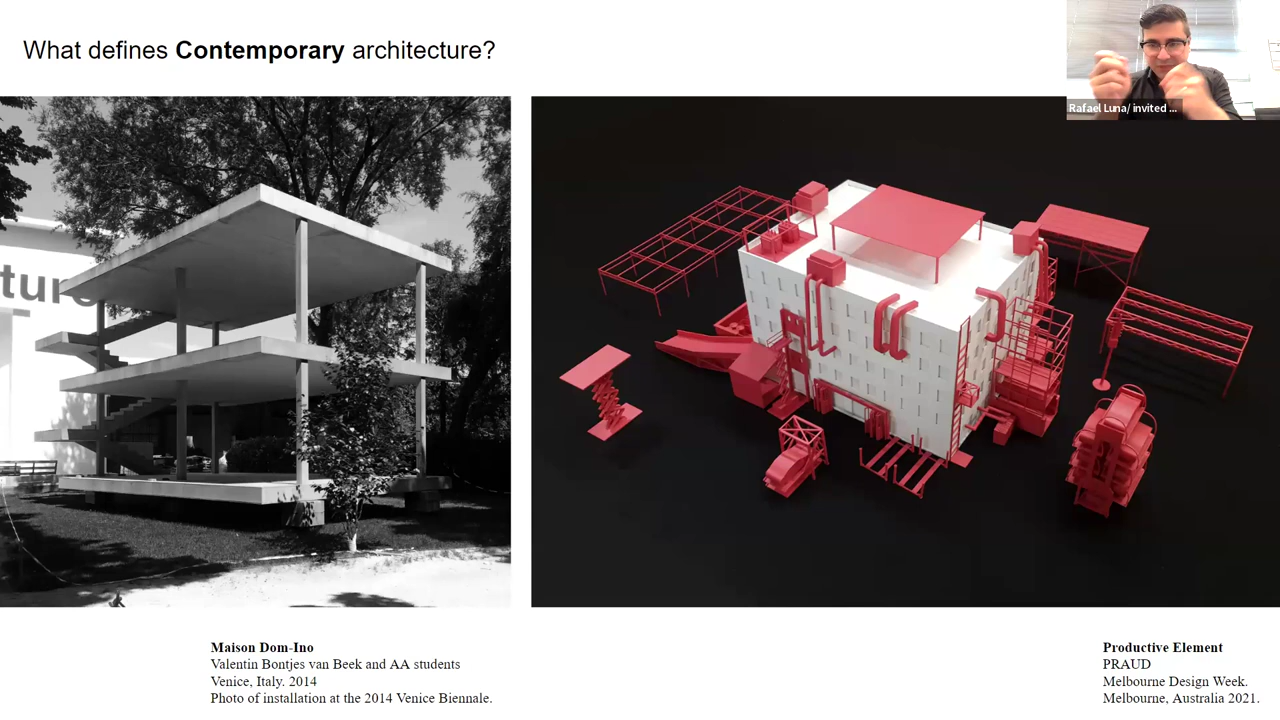 What defines Contemporary architecture?
Rafael Luna/ invited ...
ture
Maison Dom-Ino
Valentin Bontjes van Beek and AA students
Venice, Italy. 2014
Photo of installation at the 2014 Venice Biennale.
Productive Element
PRAUD
Melbourne Design Week.
Melbourne, Australia 2021.